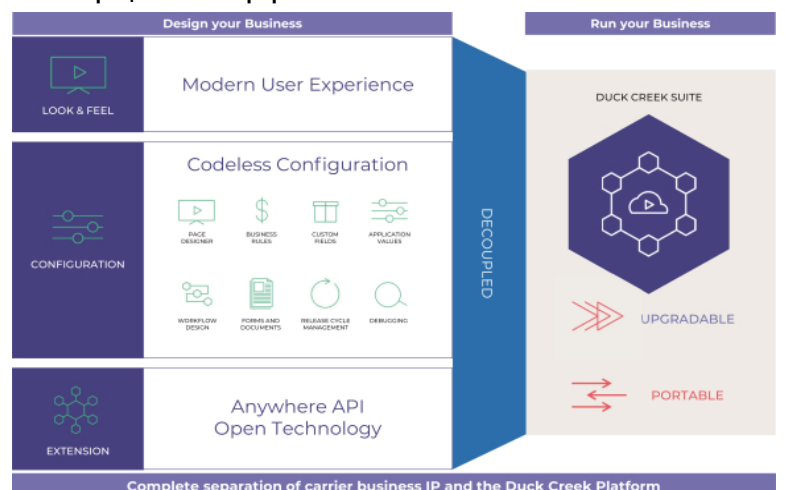 Design your Business
Run your Business
LOOK & FEEL
Modern User Experience
CONFIGURATION
Codeless Configuration
PAGE
DESIGNER
BUSINESS
RULES
CUSTOM
FIELDS
APPLICATION
VALUES
WORKFLOW
DESIGN
FORMS AND
DOCUMENTS
RELEASE CYCLE
MANAGEMENT
DEBUGGING
EXTENSION
Anywhere API
Open Technology
DECOUPLED
DUCK CREEK SUITE
UPGRADABLE
PORTABLE
Complete separation of carrier business IP and the Duck Creek Platform